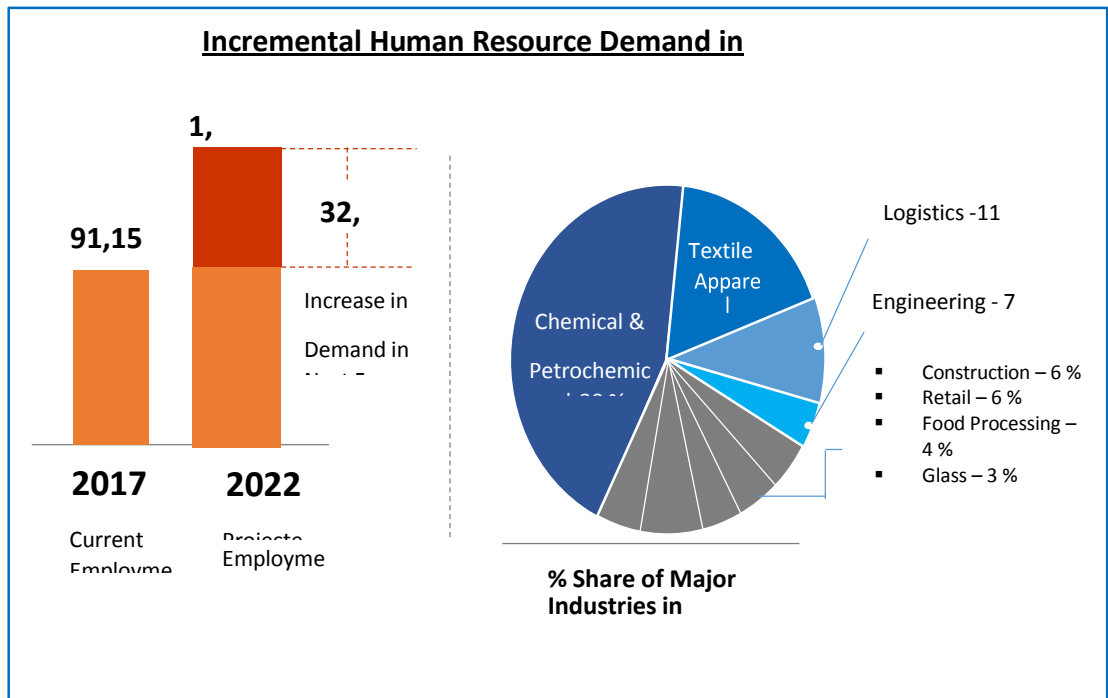 Incremental Human Resource Demand in
1,
32,
91,15
Increase in
Demand in
2017
2022
Current
Employme
Employme
Textile
Appare
l
Chemical &
Petrochemic
Logistics -11
Engineering - 7
▪ Construction – 6 %
▪ Retail – 6 %
▪ Food Processing –
4 %
▪ Glass – 3 %
% Share of Major
Industries in